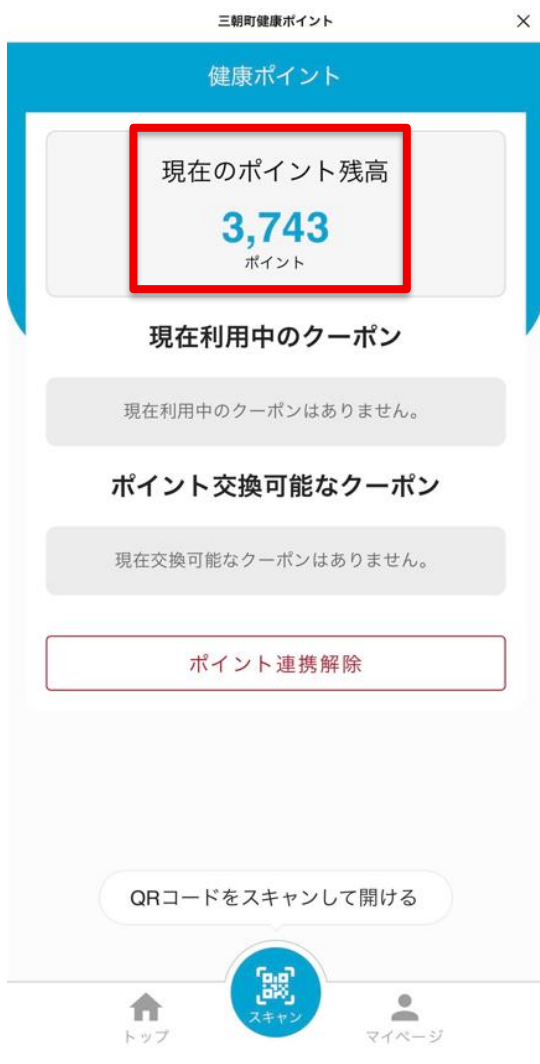 三朝町健康ポイント
健康ポイント
現在のポイント残高
3,743
ポイント
現在利用中のクーポン
現在利用中のクーポンはありません。
ポイント交換可能なクーポン
現在交換可能なクーポンはありません。
ポイント連携解除
QRコードをスキャンして開ける
スキャン
トップ
マイページ